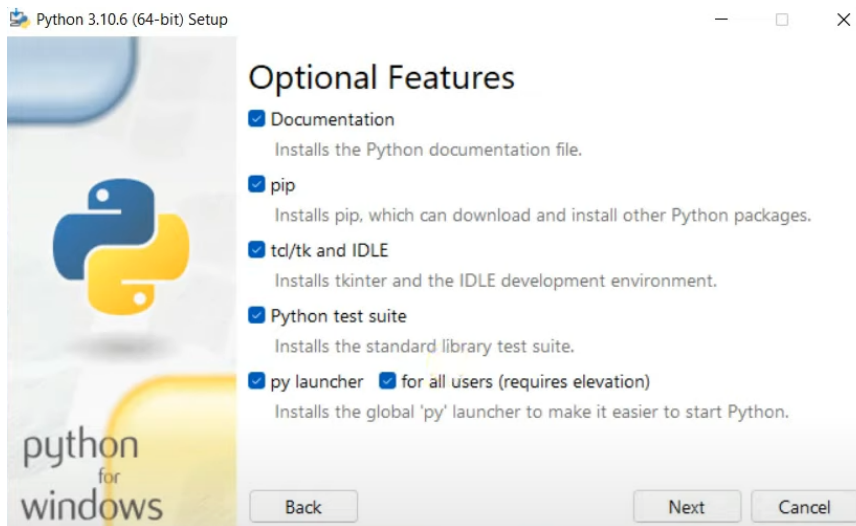 Python 3.10.6 (64-bit) Setup
Optional Features
Documentation
Installs the Python documentation file.
pip
Installs pip, which can download and install other Python packages.
tcl/tk and IDLE
Installs tkinter and the IDLE development environment.
Python test suite
Installs the standard library test suite.
py launcher for all users (requires elevation)
Installs the global 'py' launcher to make it easier to start Python.
python
for
windows
Back Next Cancel